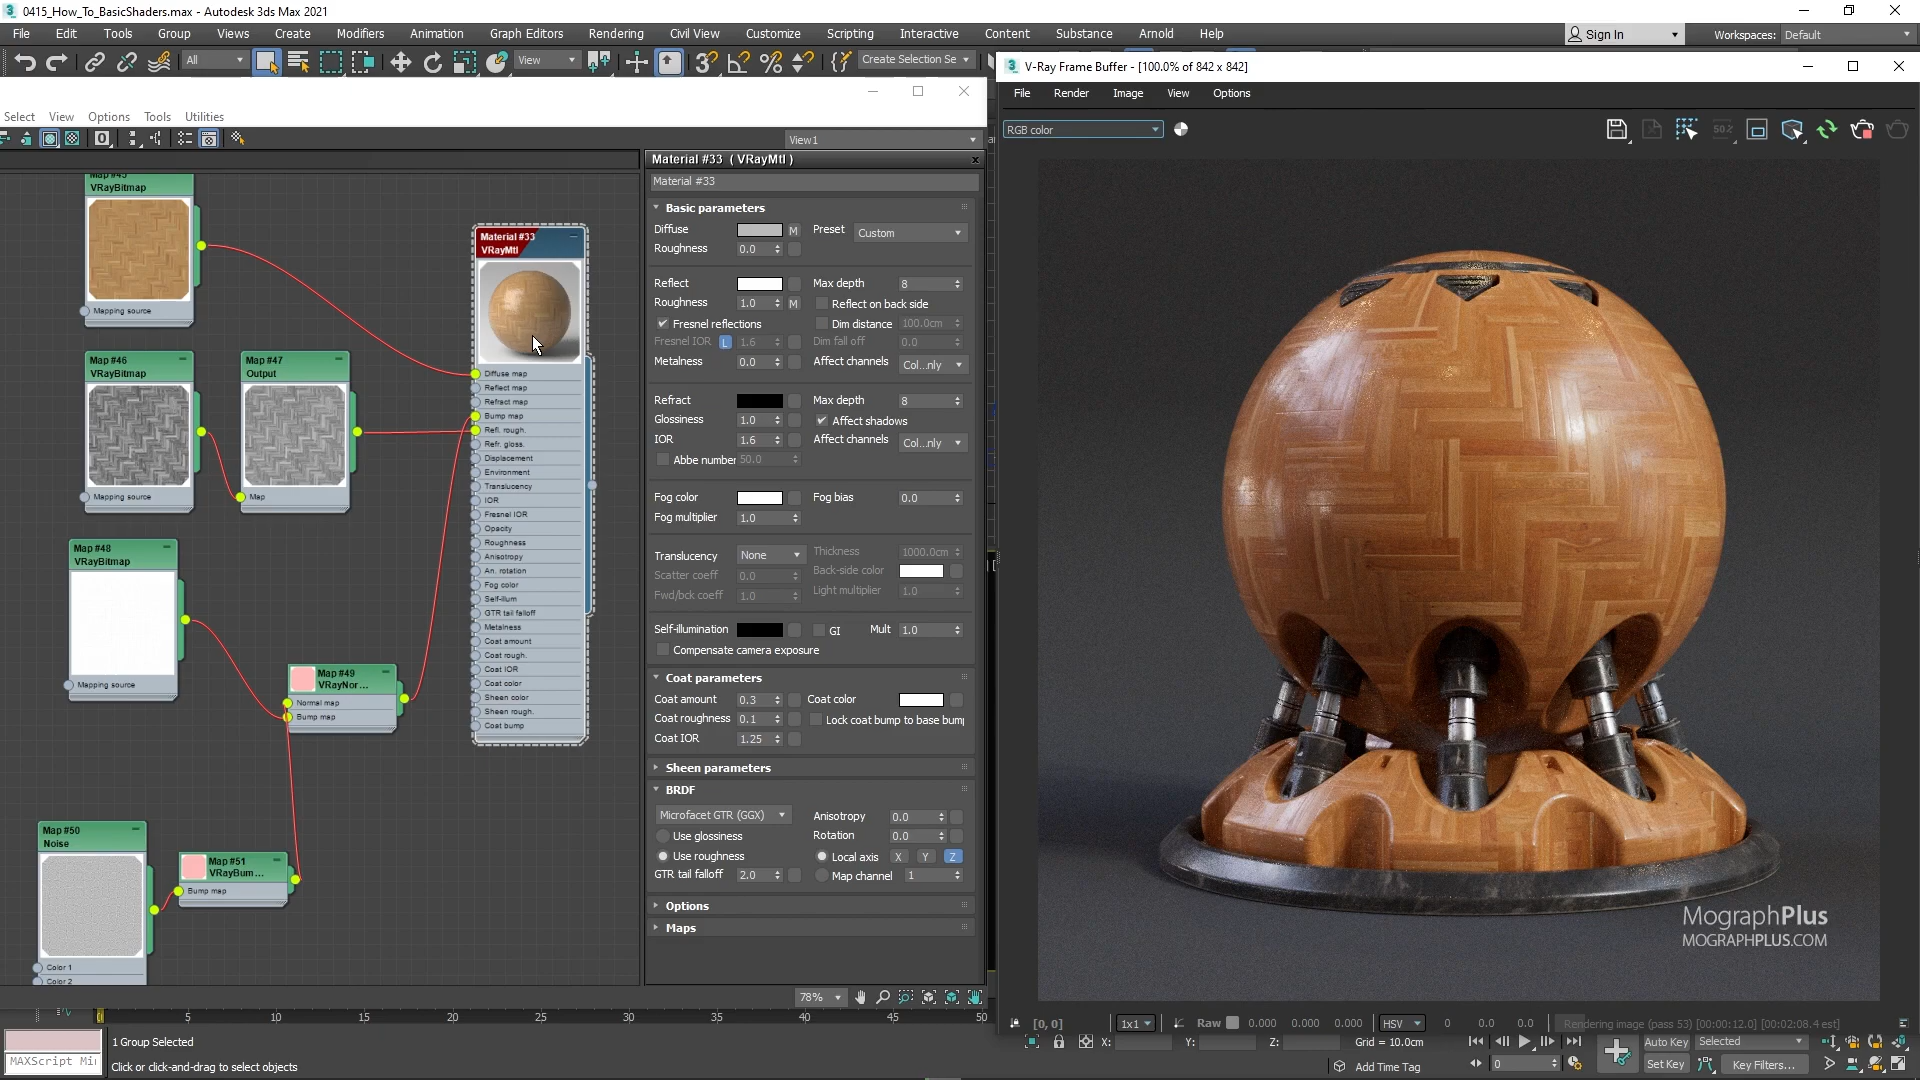 0415_How_To_BasicShaders.max - Autodesk 3ds Max 2021
File Edit Tools Group Views Create Modifiers Animation Graph Editors Rendering Civil View Customize Scripting Interactive Content Substance Arnold Help
Sign In
Workspaces: Default
All
View
Create Selection Se
Select View Options Tools Utilities
View1
VRayBitmap
Mapping source
Map #46
VRayBitmap
Mapping source
Map #47
Output
Map
Map #48
VRayBitmap
Mapping source
Map #49
VRayNor...
Normal map
Bump map
Map #50
Noise
Color 1
Color 2
Map #51
VRayBum...
Bump map
Material #33
VRayMtl
Diffuse map
Reflect map
Refract map
Bump map
Refl. rough.
Refr. gloss.
Displacement
Environment
Translucency
IOR
Fresnel IOR
Opacity
Roughness
Anisotropy
An. rotation
Fog color
Self-illum
GTR tail falloff
Metalness
Coat amount
Coat rough.
Coat IOR
Coat color
Sheen color
Sheen rough.
Coat bump
Material #33 ( VRayMtl )
Material #33
Basic parameters
Diffuse M Preset Custom
Roughness 0.0
Reflect Max depth 8
Roughness 1.0 M Reflect on back side
Fresnel reflections Dim distance 100.0cm
Fresnel IOR L 1.6 Dim fall off 0.0
Metalness 0.0 Affect channels Col...nly
Refract Max depth 8
Glossiness 1.0 Affect shadows
IOR 1.6 Affect channels Col...nly
Abbe number 50.0
Fog color Fog bias 0.0
Fog multiplier 1.0
Translucency None Thickness 1000.0cm
Scatter coeff 0.0 Back-side color
Fwd/bck coeff 1.0 Light multiplier 1.0
Self-illumination GI Mult 1.0
Compensate camera exposure
Coat parameters
Coat amount 0.3 Coat color
Coat roughness 0.1 Lock coat bump to base bump
Coat IOR 1.25
Sheen parameters
BRDF
Microfacet GTR (GGX) Anisotropy 0.0
Use glossiness Rotation 0.0
Use roughness Local axis X Y Z
GTR tail falloff 2.0 Map channel 1
Options
Maps
78%
V-Ray Frame Buffer - [100.0% of 842 x 842]
File Render Image View Options
RGB color
MographPlus
MOGRAPHPLUS.COM
[0, 0] 1x1 Raw 0.000 0.000 0.000 HSV 0 0.0 0.0 Rendering image (pass 53) [00:00:12.0] [00:02:08.4 est]
0 5 10 15 20 25 30 35 40 45 50
1 Group Selected
MAXScript Mi
Click or click-and-drag to select objects
X: Y: Z: Grid = 10.0cm
Add Time Tag
0
Auto Key Selected
Set Key Key Filters...